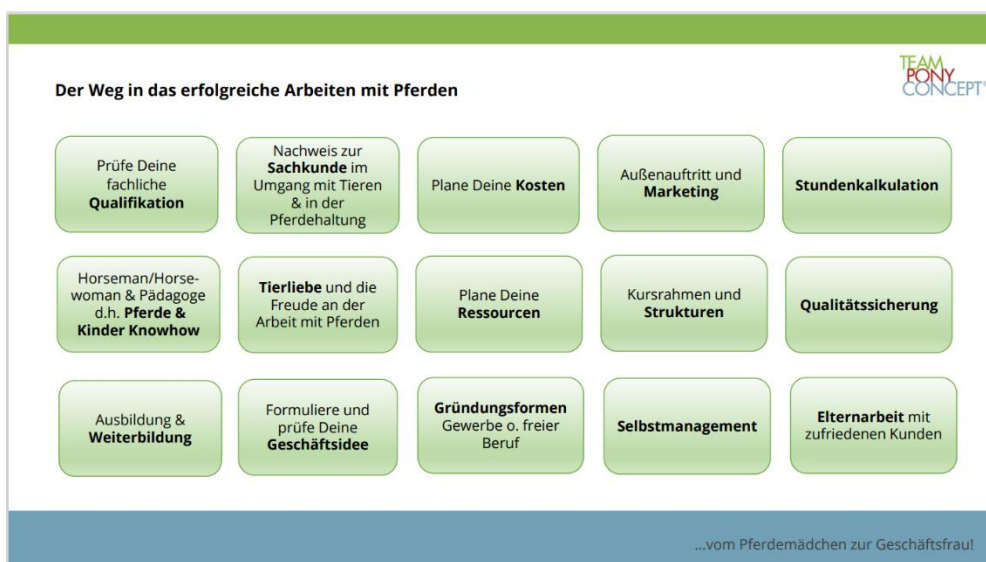 TEAM
PONY
CONCEPT®
Der Weg in das erfolgreiche Arbeiten mit Pferden
Prüfe Deine
fachliche
Qualifikation
Nachweis zur
Sachkunde im
Umgang mit Tieren
& in der
Pferdehaltung
Plane Deine Kosten
Außenauftritt und
Marketing
Stundenkalkulation
Horseman/Horse-
woman & Pädagoge
d.h. Pferde &
Kinder Knowhow
Tierliebe und die
Freude an der
Arbeit mit Pferden
Plane Deine
Ressourcen
Kursrahmen und
Strukturen
Qualitätssicherung
Ausbildung &
Weiterbildung
Formuliere und
prüfe Deine
Geschäftsidee
Gründungsformen
Gewerbe o. freier
Beruf
Selbstmanagement
Elternarbeit mit
zufriedenen Kunden
...vom Pferdemädchen zur Geschäftsfrau!